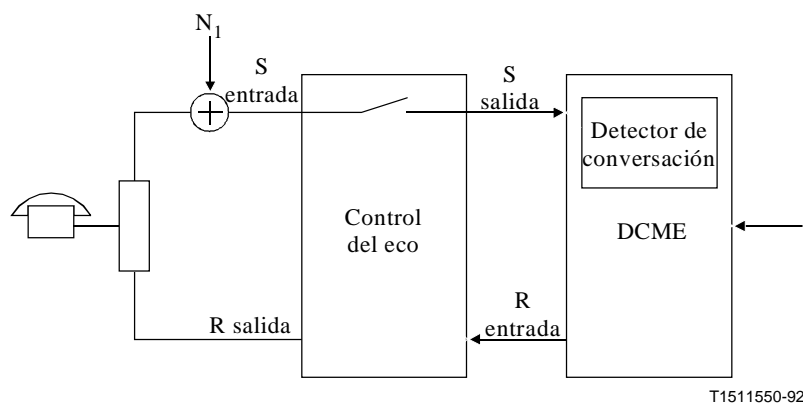 N1
S
entrada
S
salida
Detector de
conversación
Control
del eco
DCME
R salida
R
entrada
T1511550-92